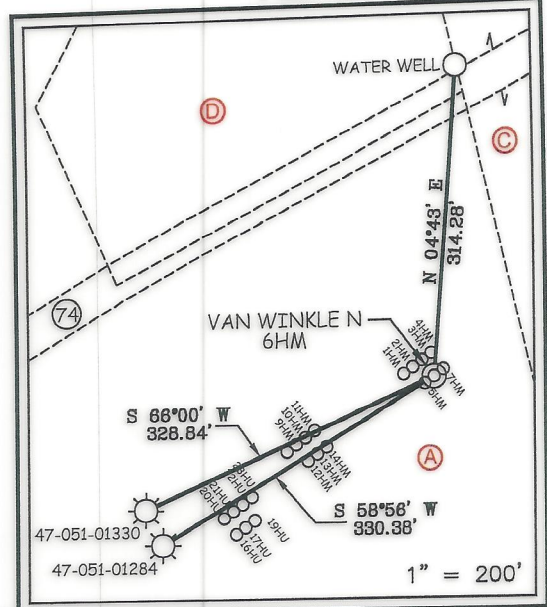 WATER WELL
D
C
N 04°43' E
314.28'
74
VAN WINKLE N
6HM
4HM
3HM
2HM
1HM
7HM
5HM
S 66°00' W
328.84'
11HM
10HM
9HM
14HM
13HM
12HM
A
21HU
20HU
19HU
17HU
16HU
S 58°56' W
330.38'
47-051-01330
47-051-01284
1" = 200'